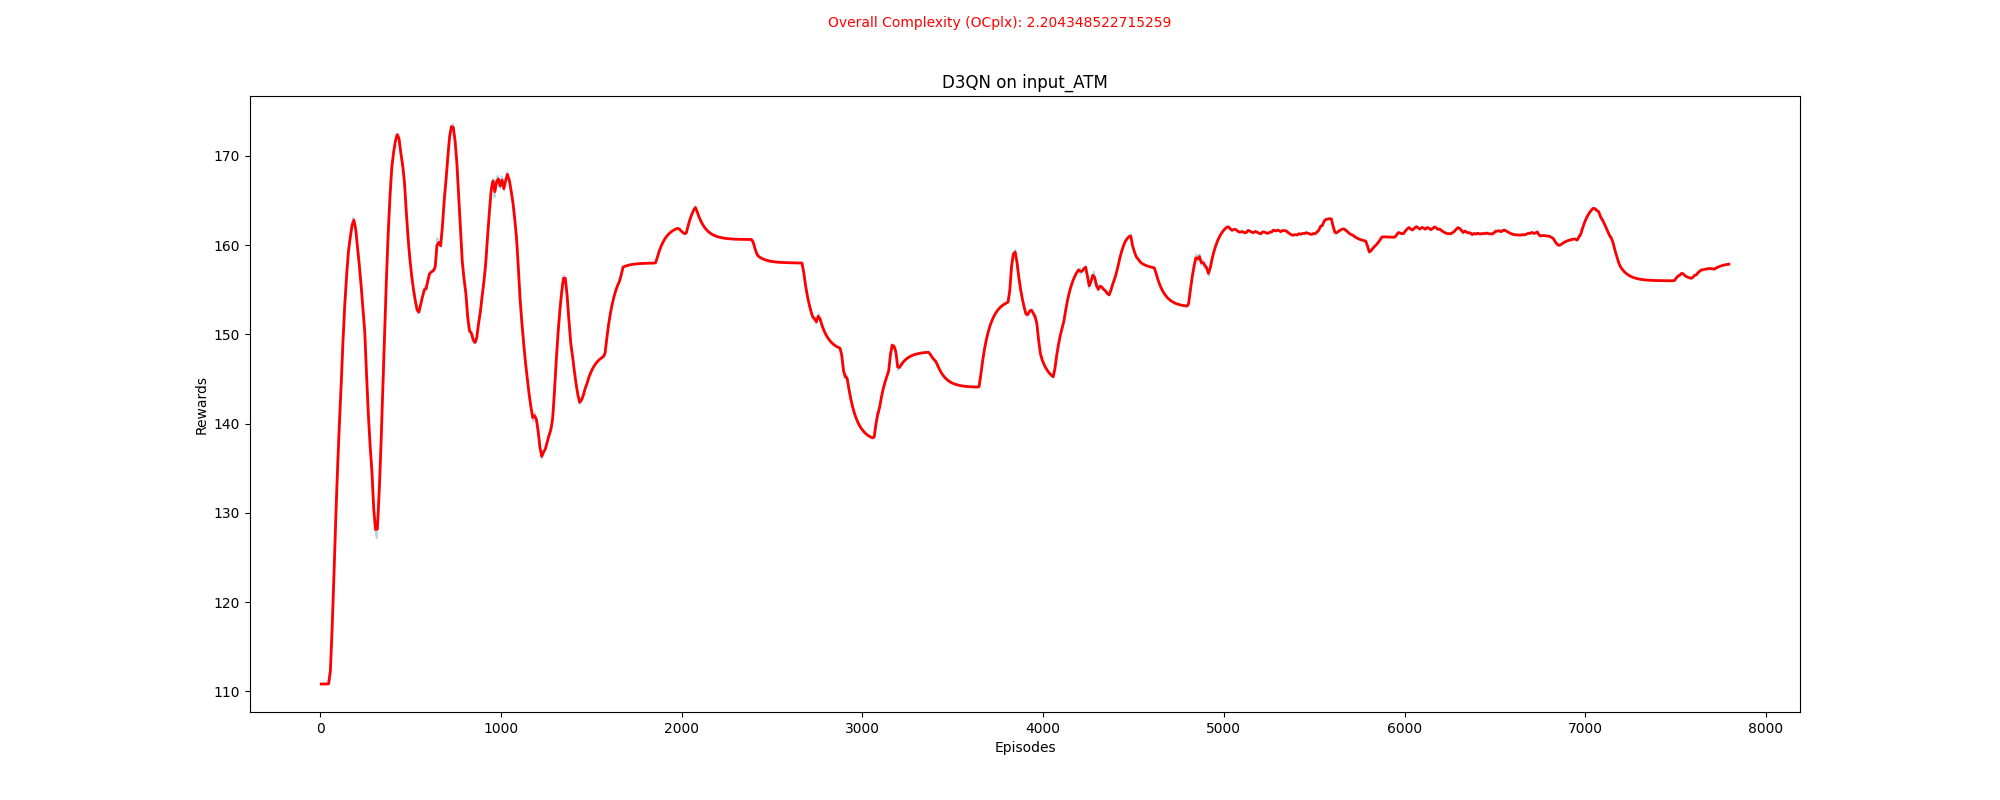 Overall Complexity (OCplx): 2.204348522715259
D3QN on input_ATM
170
160
150
140
130
120
110
Rewards
0 1000 2000 3000 4000 5000 6000 7000 8000
Episodes